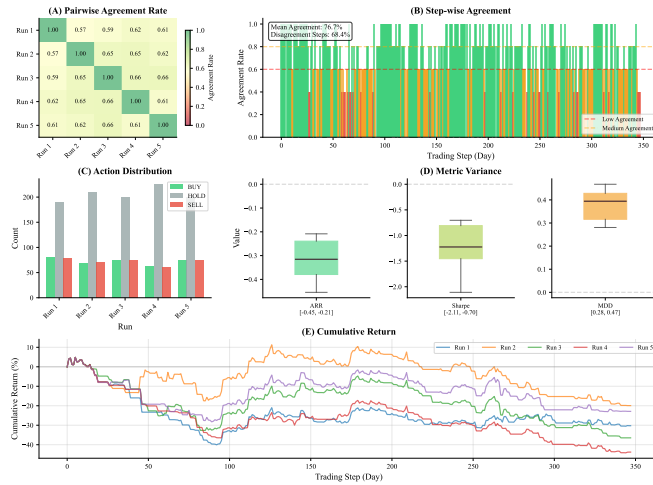 (A) Pairwise Agreement Rate
Run 1
Run 2
Run 3
Run 4
Run 5
1.00 0.57 0.59 0.62 0.61
0.57 1.00 0.65 0.65 0.62
0.59 0.65 1.00 0.66 0.66
0.62 0.65 0.66 1.00 0.61
0.61 0.62 0.66 0.61 1.00
Run 1 Run 2 Run 3 Run 4 Run 5
1.0
0.8
0.6
0.4
0.2
0.0
Agreement Rate
(B) Step-wise Agreement
Mean Agreement: 76.7%
Disagreement Steps: 68.4%
Agreement Rate
1.0
0.8
0.6
0.4
0.2
0.0
Low Agreement
Medium Agreement
0 50 100 150 200 250 300 350
Trading Step (Day)
(C) Action Distribution
BUY
HOLD
SELL
Count
200
150
100
50
0
Run 1 Run 2 Run 3 Run 4 Run 5
Run
(D) Metric Variance
Value
0.0
−0.1
−0.2
−0.3
−0.4
ARR
[-0.45, -0.21]
0.0
−0.5
−1.0
−1.5
−2.0
Sharpe
[-2.11, -0.70]
0.4
0.2
0.0
MDD
[0.28, 0.47]
(E) Cumulative Return
Run 1 Run 2 Run 3 Run 4 Run 5
Cumulative Return (%)
10
0
−10
−20
−30
−40
0 50 100 150 200 250 300 350
Trading Step (Day)